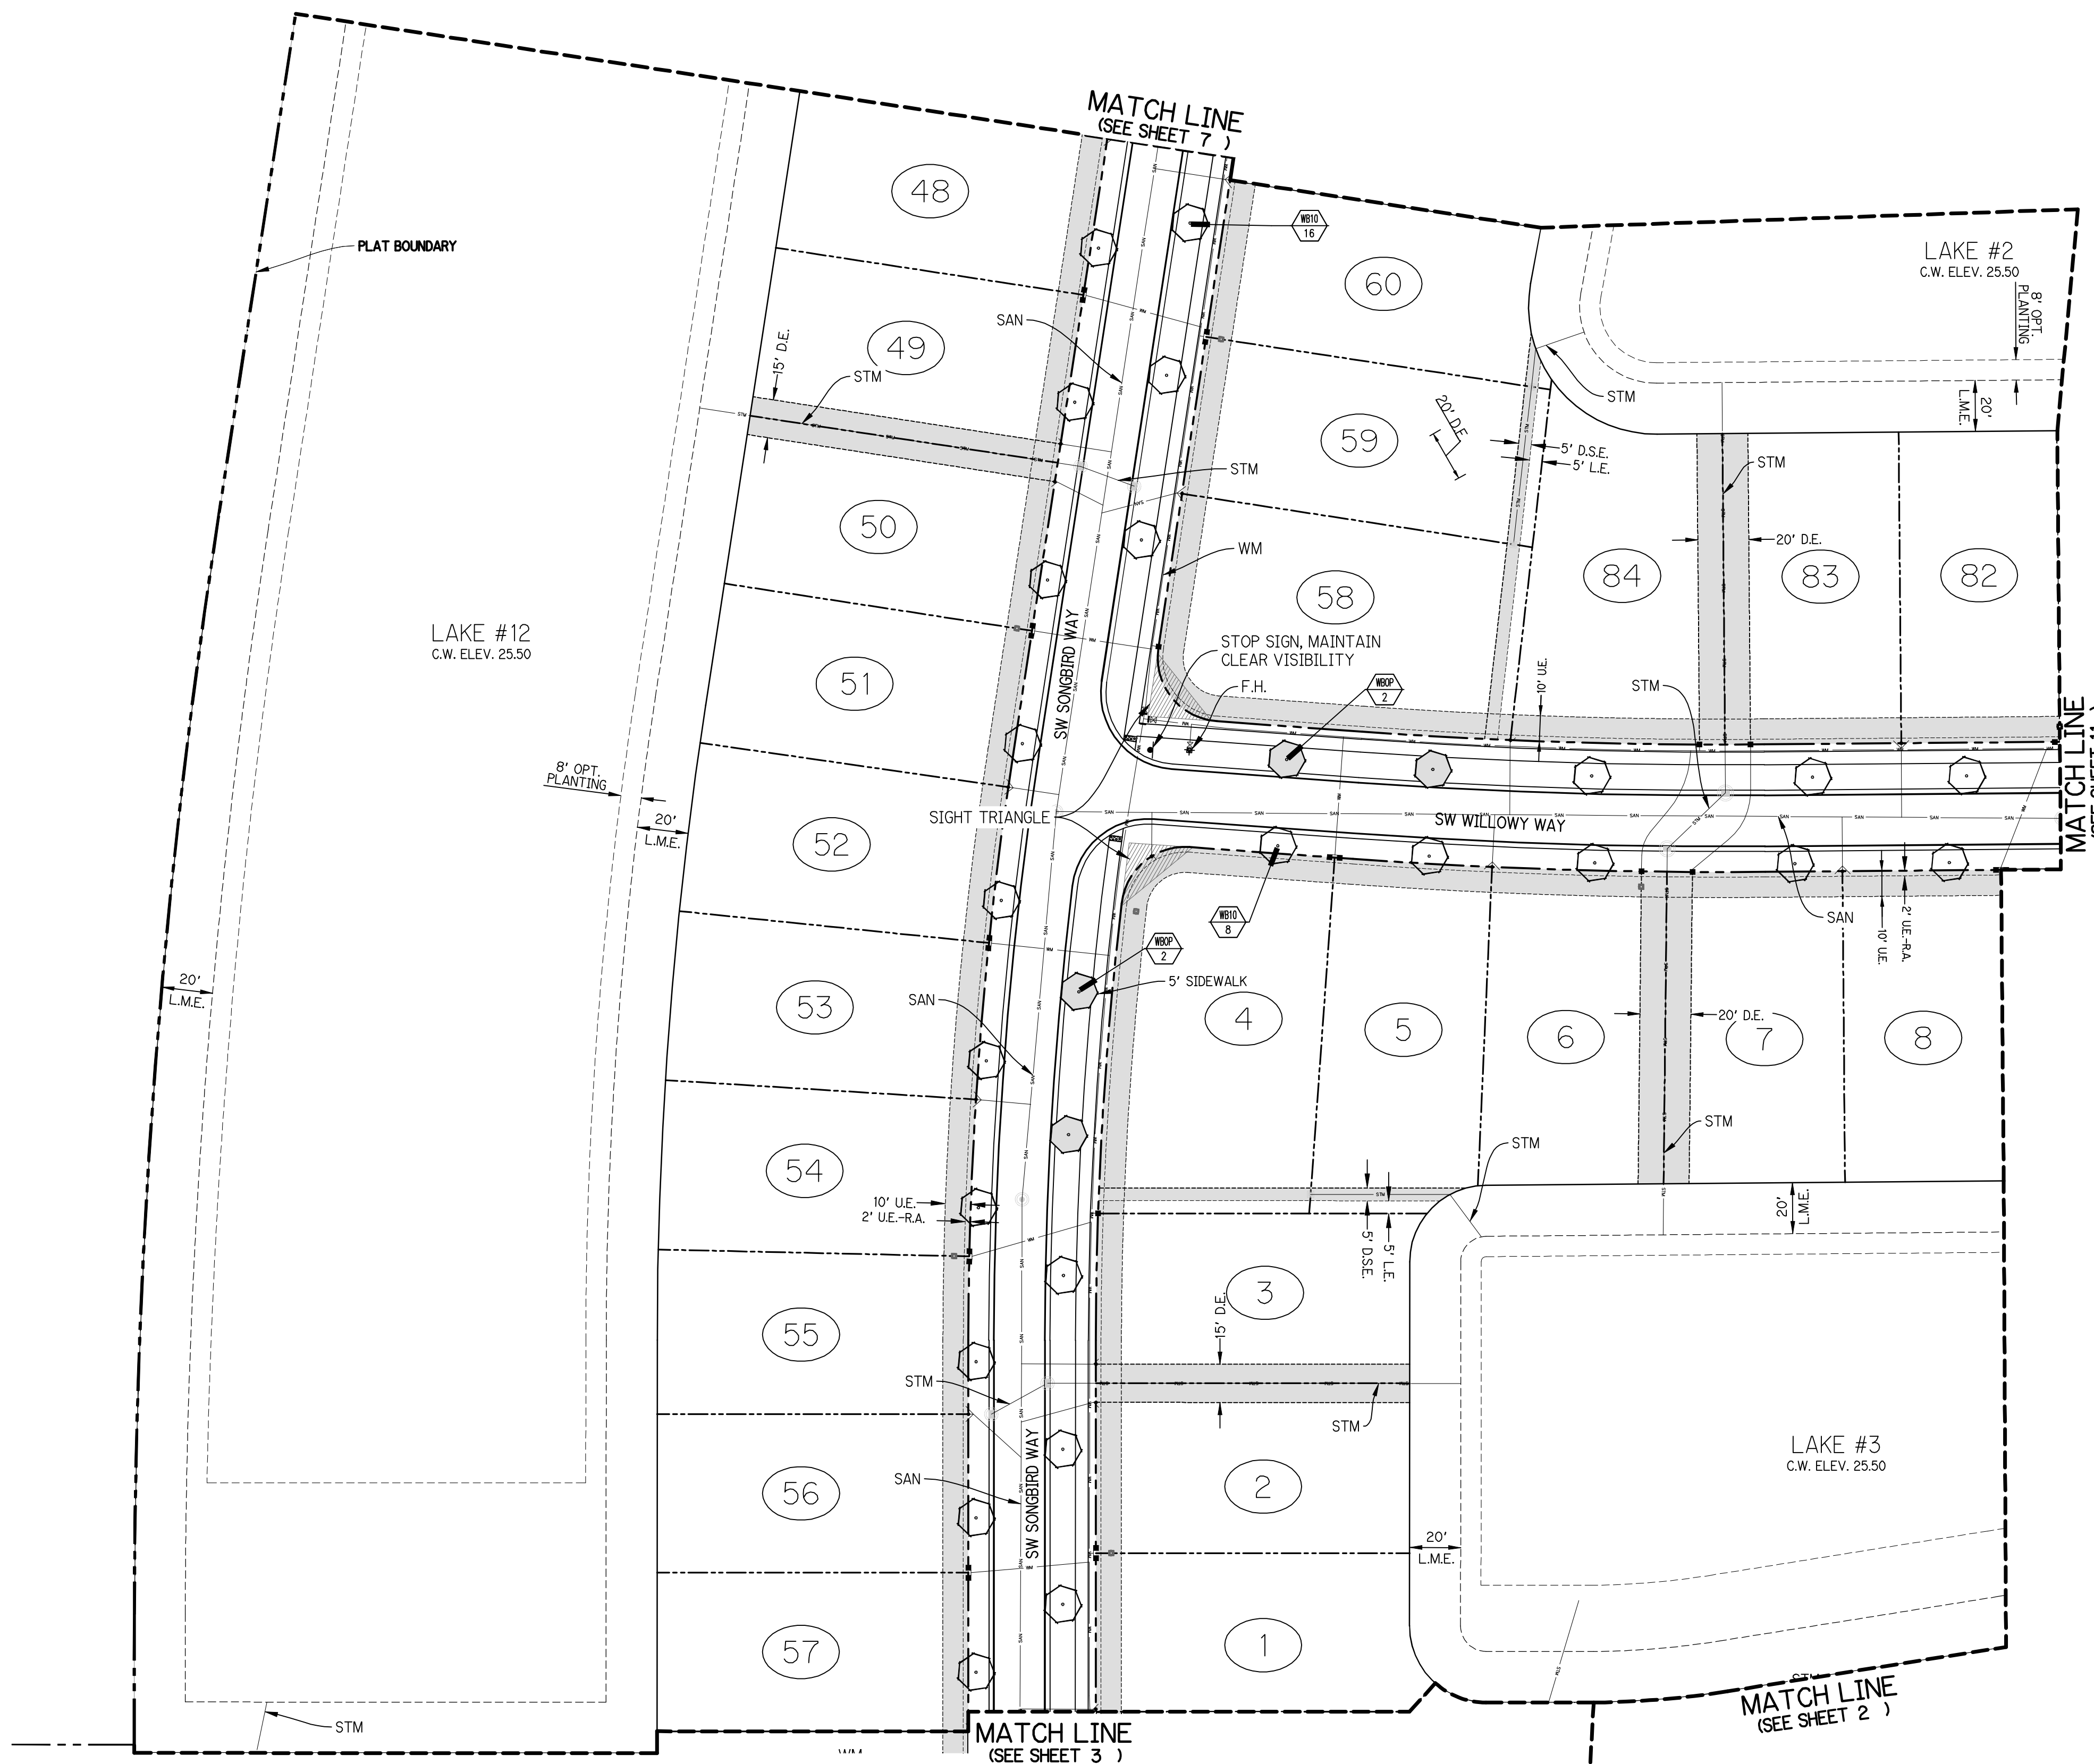 MATCH LINE
(SEE SHEET 7 )
48
PLAT BOUNDARY
WB10
16
60
LAKE #2
C.W. ELEV. 25.50
8' OPT.
PLANTING
SAN
49
15' D.E.
STM
STM
20'
L.M.E.
59
20' D.E.
5' D.S.E.
5' L.E.
STM
STM
50
20' D.E.
WM
58
84
83
82
LAKE #12
C.W. ELEV. 25.50
51
SW SONGBIRD WAY
STOP SIGN, MAINTAIN
CLEAR VISIBILITY
F.H.
WBOP
2
10' U.E.
STM
MATCH LINE
8' OPT.
PLANTING
20'
L.M.E.
SIGHT TRIANGLE
SW WILLOWY WAY
52
WB10
8
SAN
2' U.E.-R.A.
10' U.E.
WBOP
2
20'
L.M.E.
53
SAN
5' SIDEWALK
4
5
6
20' D.E.
7
8
STM
STM
54
10' U.E.
2' U.E.-R.A.
20'
L.M.E.
5' D.S.E.
5' L.E.
3
15' D.E.
55
STM
STM
LAKE #3
C.W. ELEV. 25.50
SW SONGBIRD WAY
SAN
56
2
20'
L.M.E.
57
1
STM
STM
MATCH LINE
(SEE SHEET 2 )
MATCH LINE
(SEE SHEET 3 )